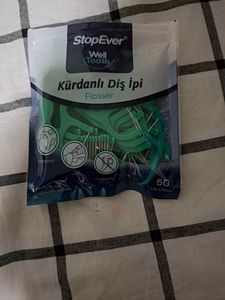 StopEver
Well
Tooth
Kürdanlı Diş İpi
Flosser
50